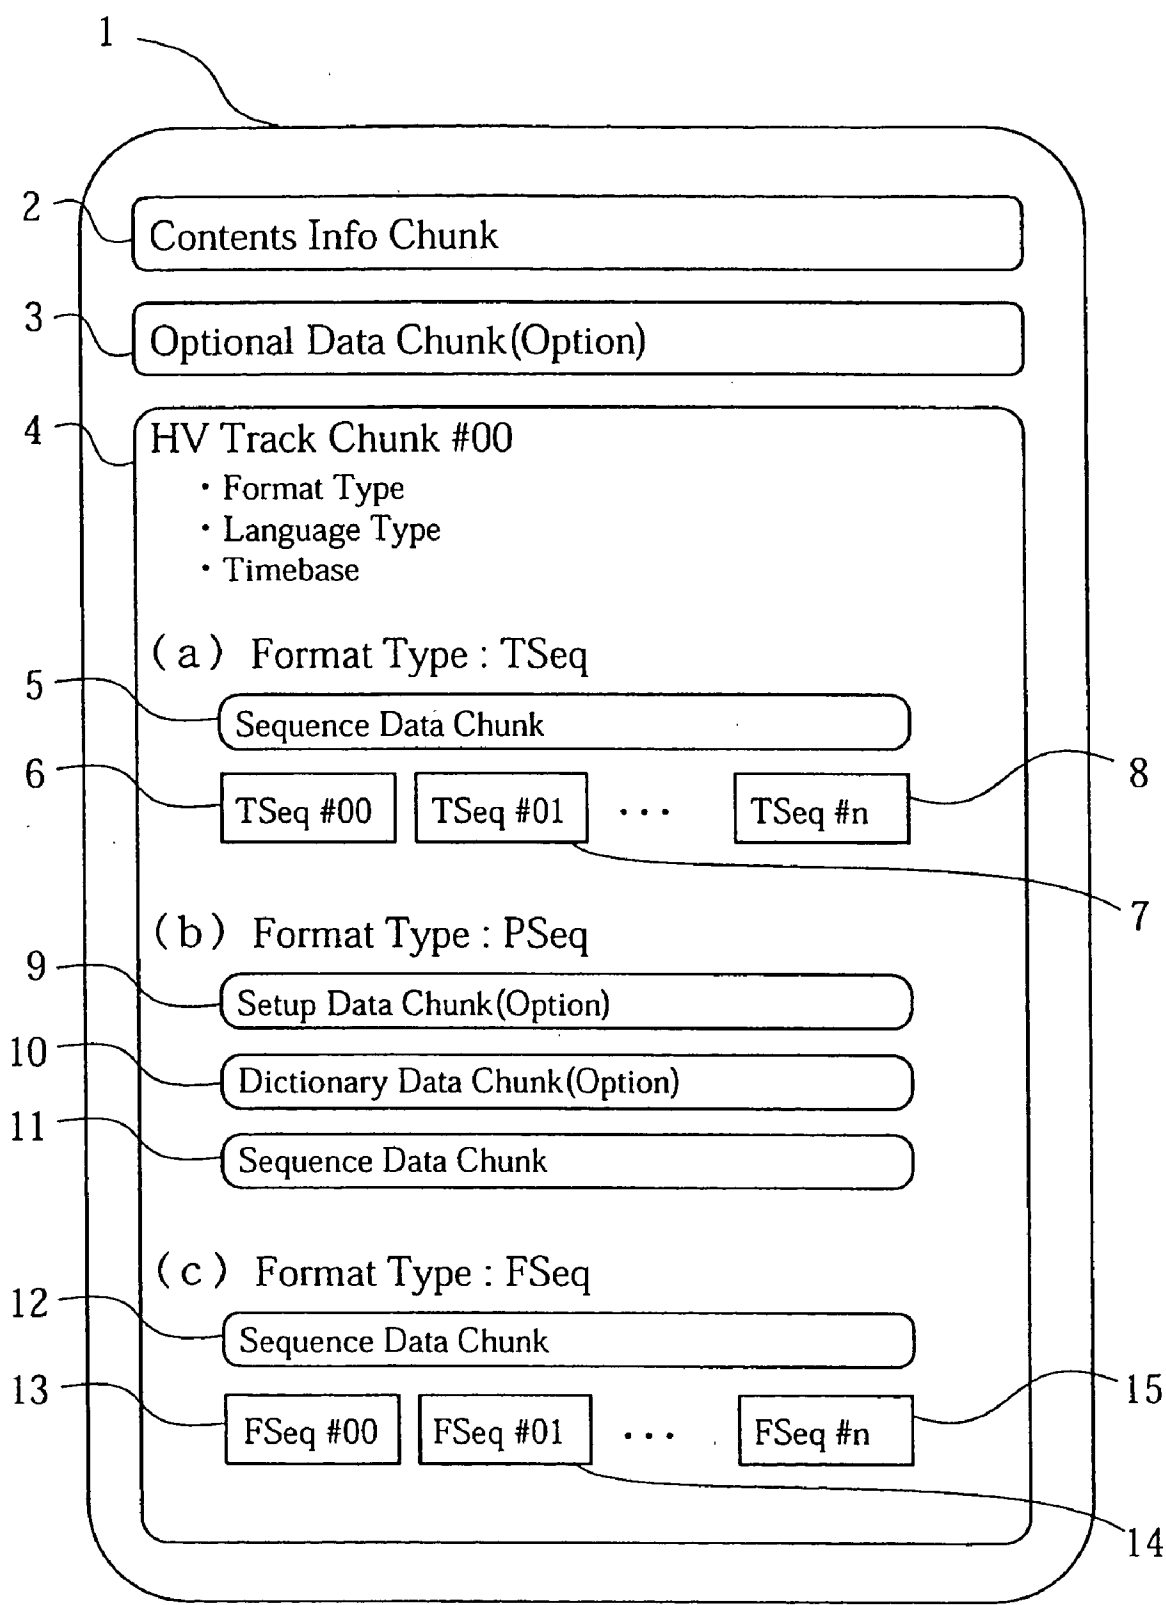 1
2
Contents Info Chunk
3
Optional Data Chunk(Option)
4
HV Track Chunk #00
・Format Type
・Language Type
・Timebase
(a) Format Type : TSeq
5
Sequence Data Chunk
6
TSeq #00 TSeq #01 ・・・ TSeq #n
8
7
(b) Format Type : PSeq
9
Setup Data Chunk(Option)
10
Dictionary Data Chunk(Option)
11
Sequence Data Chunk
(c) Format Type : FSeq
12
Sequence Data Chunk
13
FSeq #00 FSeq #01 ・・・ FSeq #n
15
14